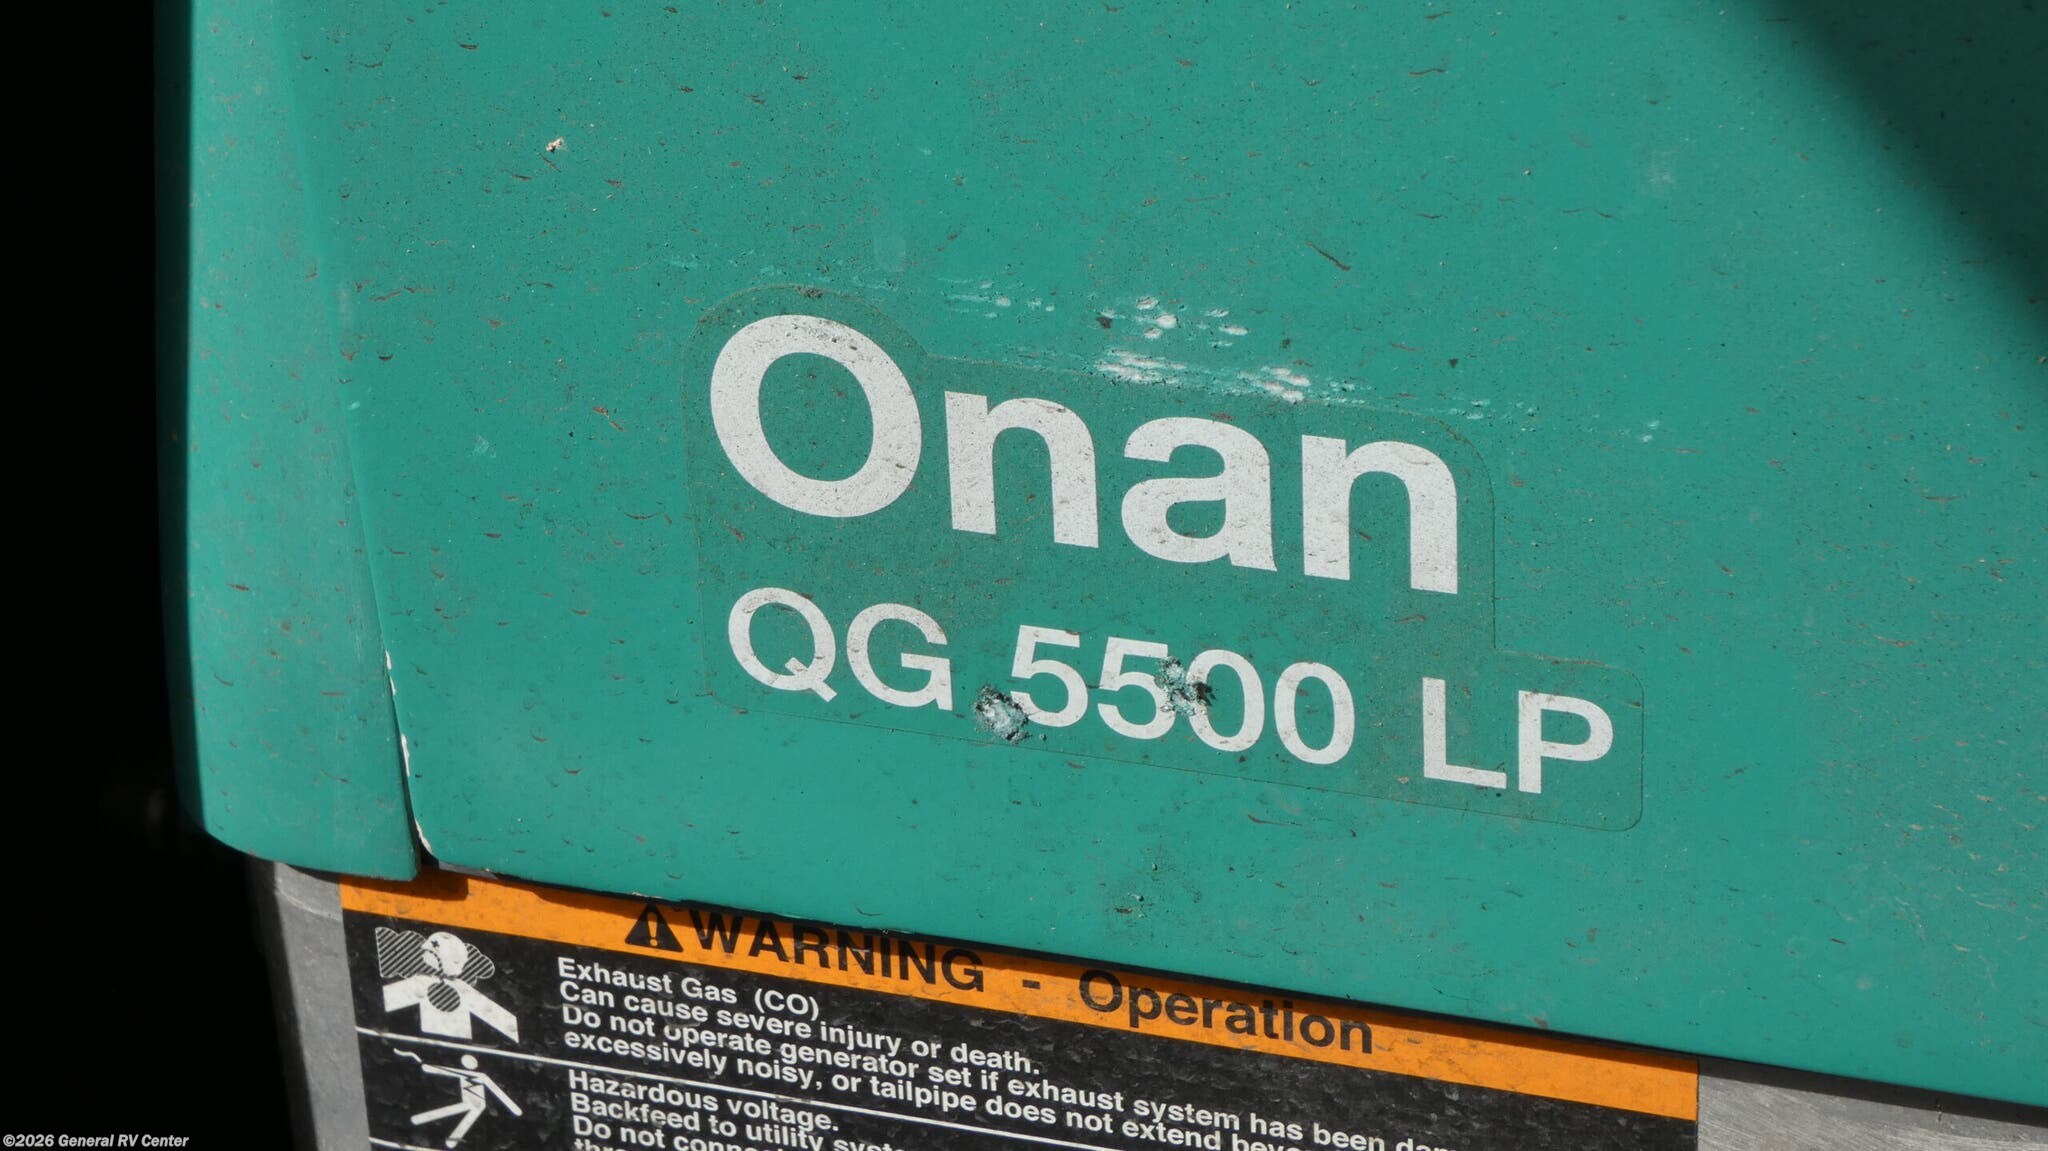 Onan
QG 5500 LP
WARNING - Operation
Exhaust Gas (CO)
Can cause severe injury or death.
Do not operate generator set if exhaust system has been
excessively noisy, or tailpipe does not extend
Hazardous voltage.
Backfeed to utility
Do not
©2026 General RV Center